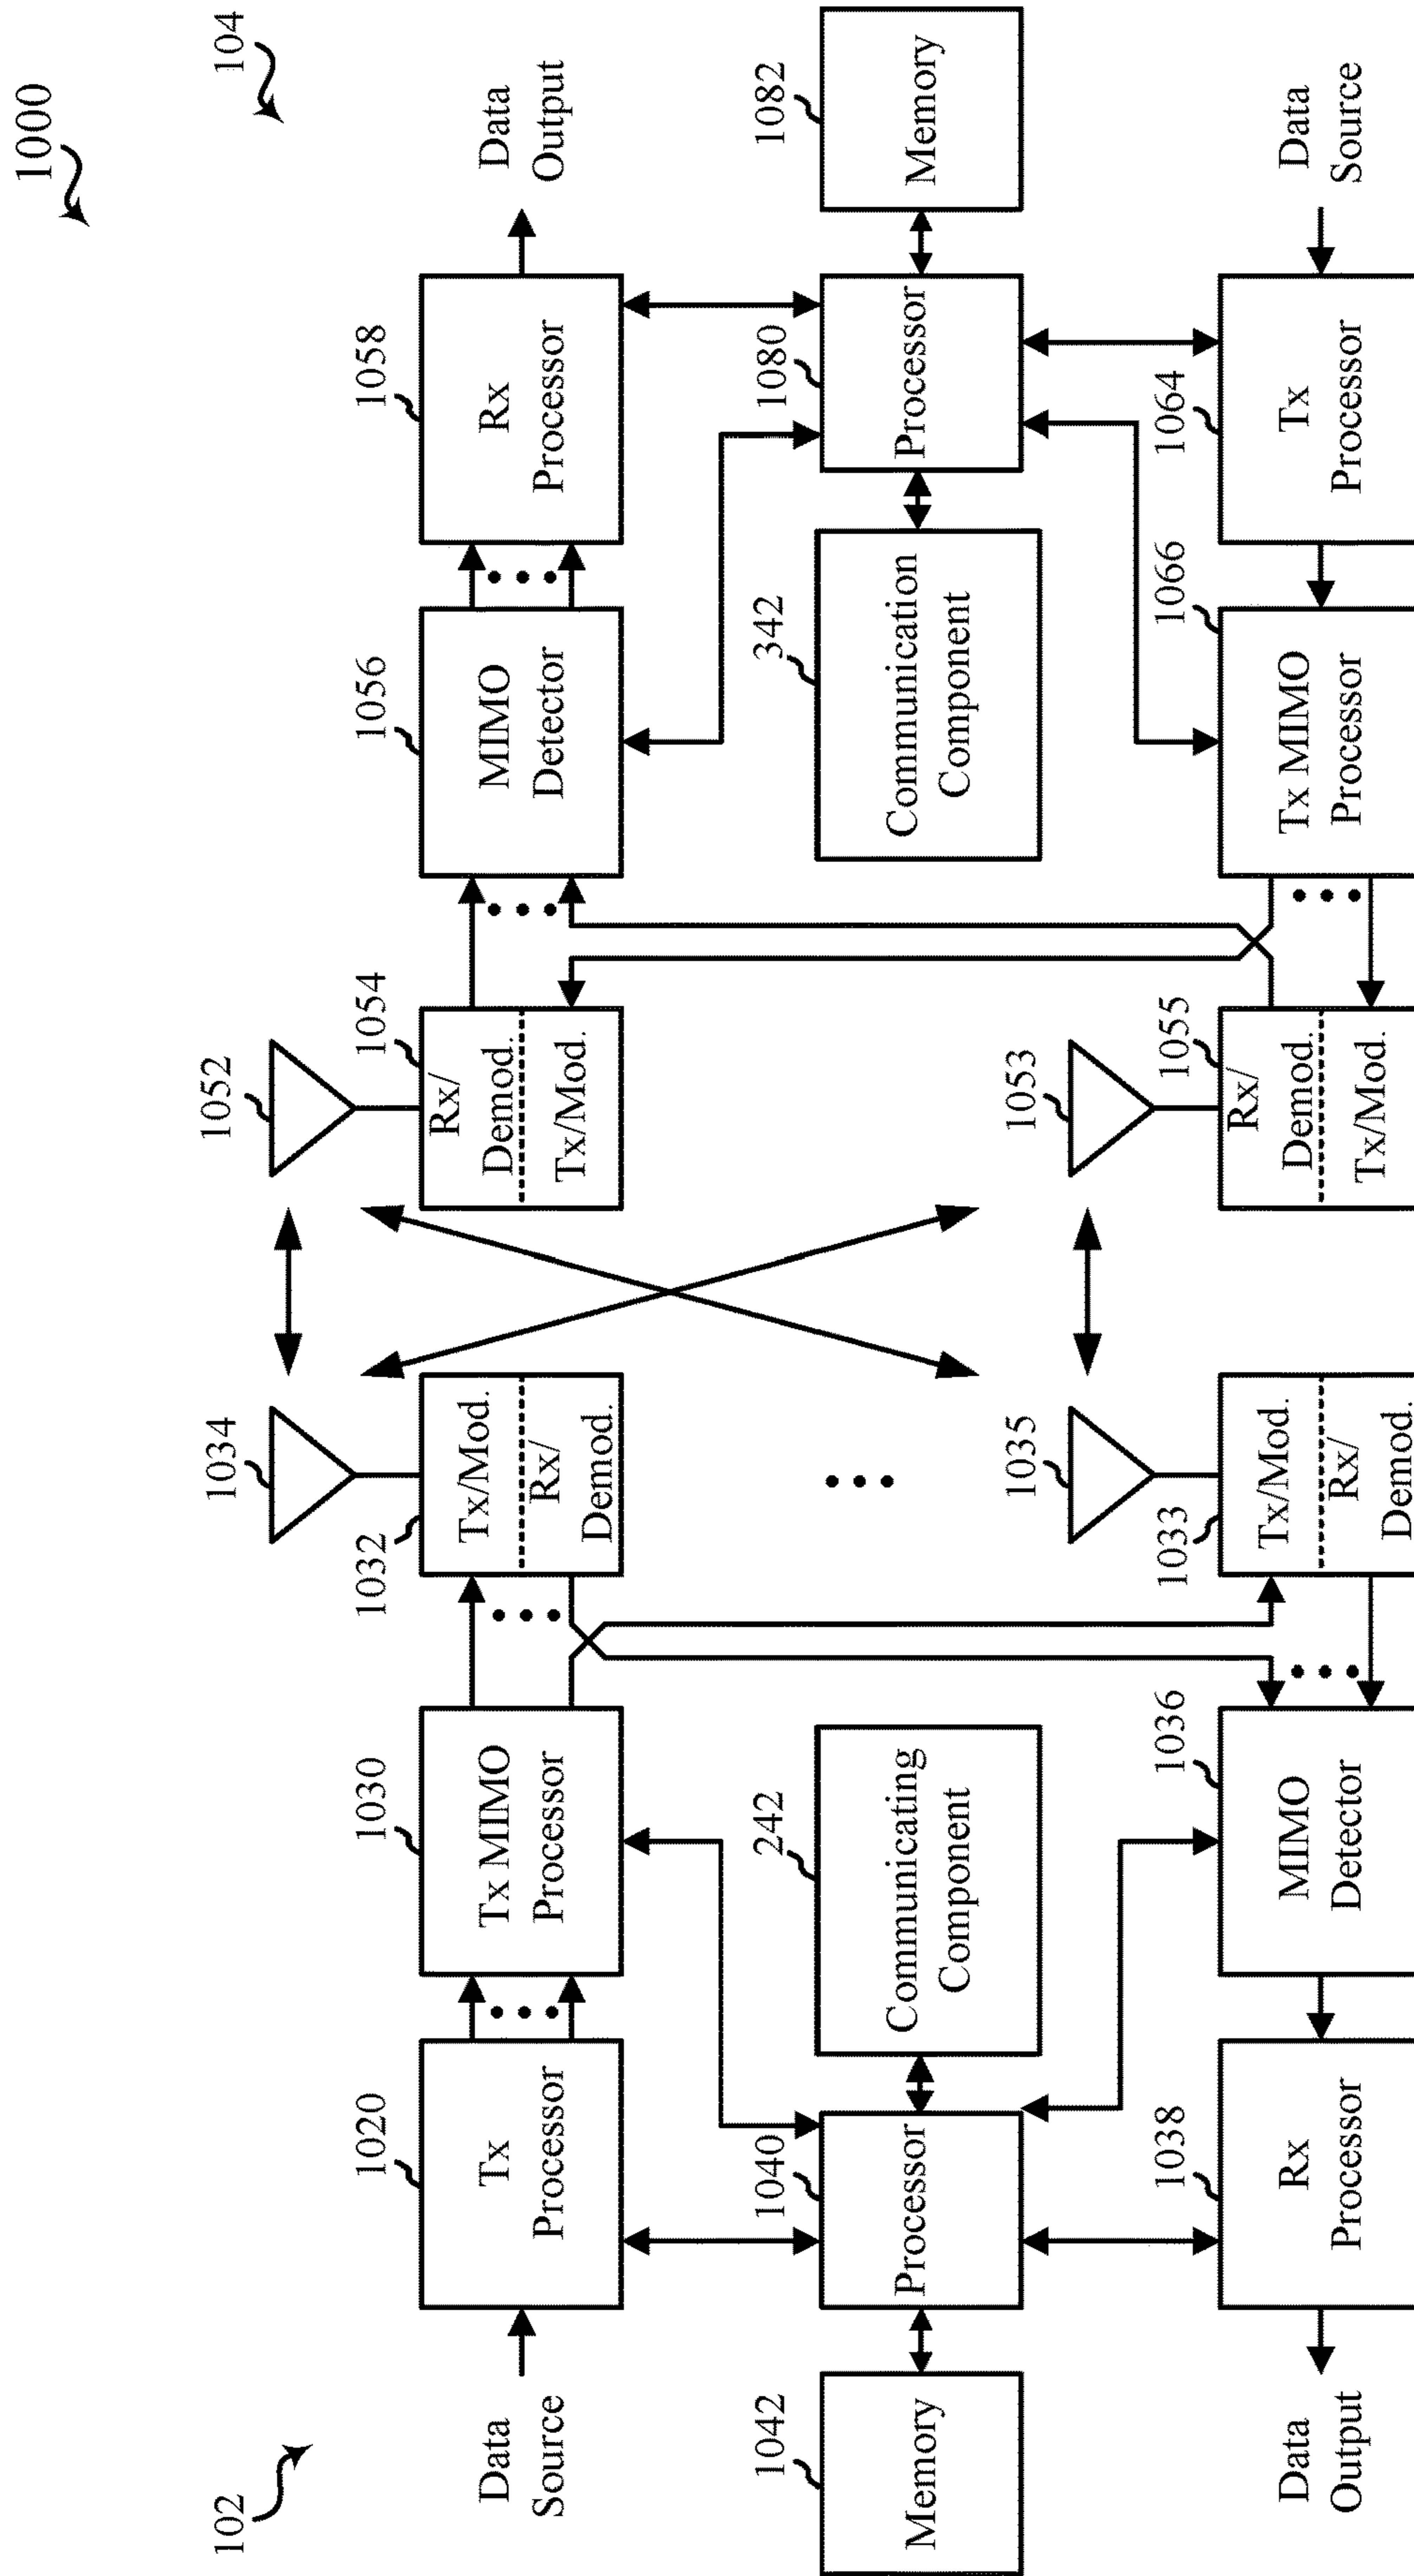 1000
102
104
1034
1052
1020
1030
1032
1054
1056
1058
Data
Source
Tx
Processor
Tx MIMO
Processor
Tx/Mod.
Rx/
Demod.
Rx/
Demod.
Tx/Mod.
MIMO
Detector
Rx
Processor
Data
Output
1042
1040
242
342
1080
1082
Memory
Processor
Communicating
Component
Communication
Component
Processor
Memory
1035
1053
1038
1036
1033
1055
1066
1064
Data
Output
Rx
Processor
MIMO
Detector
Tx/Mod.
Rx/
Demod.
Rx/
Demod.
Tx/Mod.
Tx MIMO
Processor
Tx
Processor
Data
Source